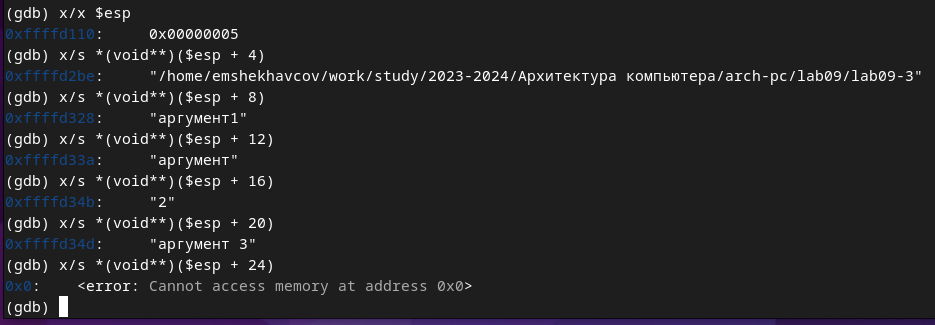 (gdb) x/x $esp
0xffffd110:     0x00000005
(gdb) x/s *(void**)($esp + 4)
0xffffd2be:     "/home/emshekhavcov/work/study/2023-2024/Архитектура компьютера/arch-pc/lab09/lab09-3"
(gdb) x/s *(void**)($esp + 8)
0xffffd328:     "аргумент1"
(gdb) x/s *(void**)($esp + 12)
0xffffd33a:     "аргумент"
(gdb) x/s *(void**)($esp + 16)
0xffffd34b:     "2"
(gdb) x/s *(void**)($esp + 20)
0xffffd34d:     "аргумент 3"
(gdb) x/s *(void**)($esp + 24)
0x0:    <error: Cannot access memory at address 0x0>
(gdb)